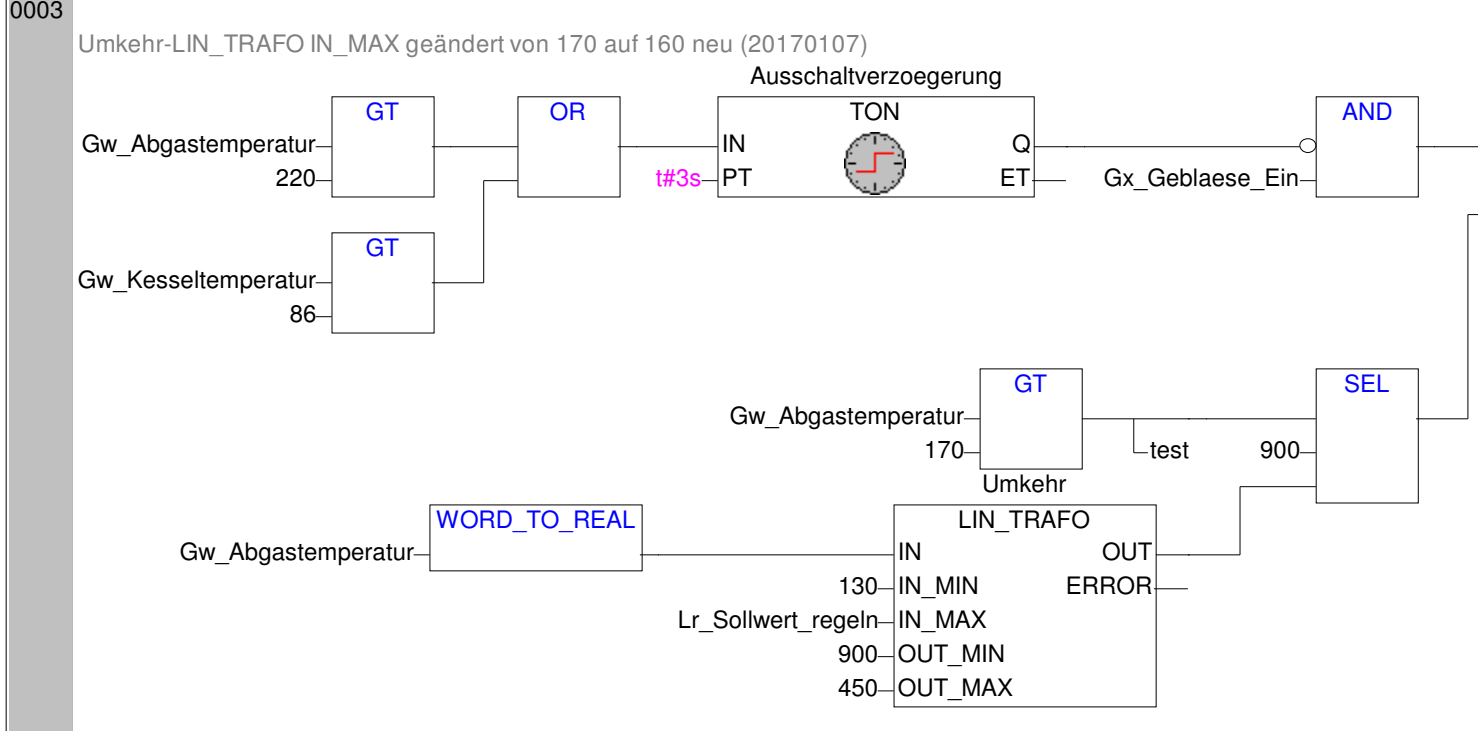 0003
Umkehr-LIN_TRAFO IN_MAX geändert von 170 auf 160 neu (20170107)
Ausschaltverzoegerung
GT
OR
TON
AND
Gw_Abgastemperatur
IN
Q
220
t#3s
PT
ET
Gx_Geblaese_Ein
GT
Gw_Kesseltemperatur
86
GT
SEL
Gw_Abgastemperatur
170
test
900
Umkehr
WORD_TO_REAL
LIN_TRAFO
Gw_Abgastemperatur
IN
OUT
130
IN_MIN
ERROR
Lr_Sollwert_regeln
IN_MAX
900
OUT_MIN
450
OUT_MAX